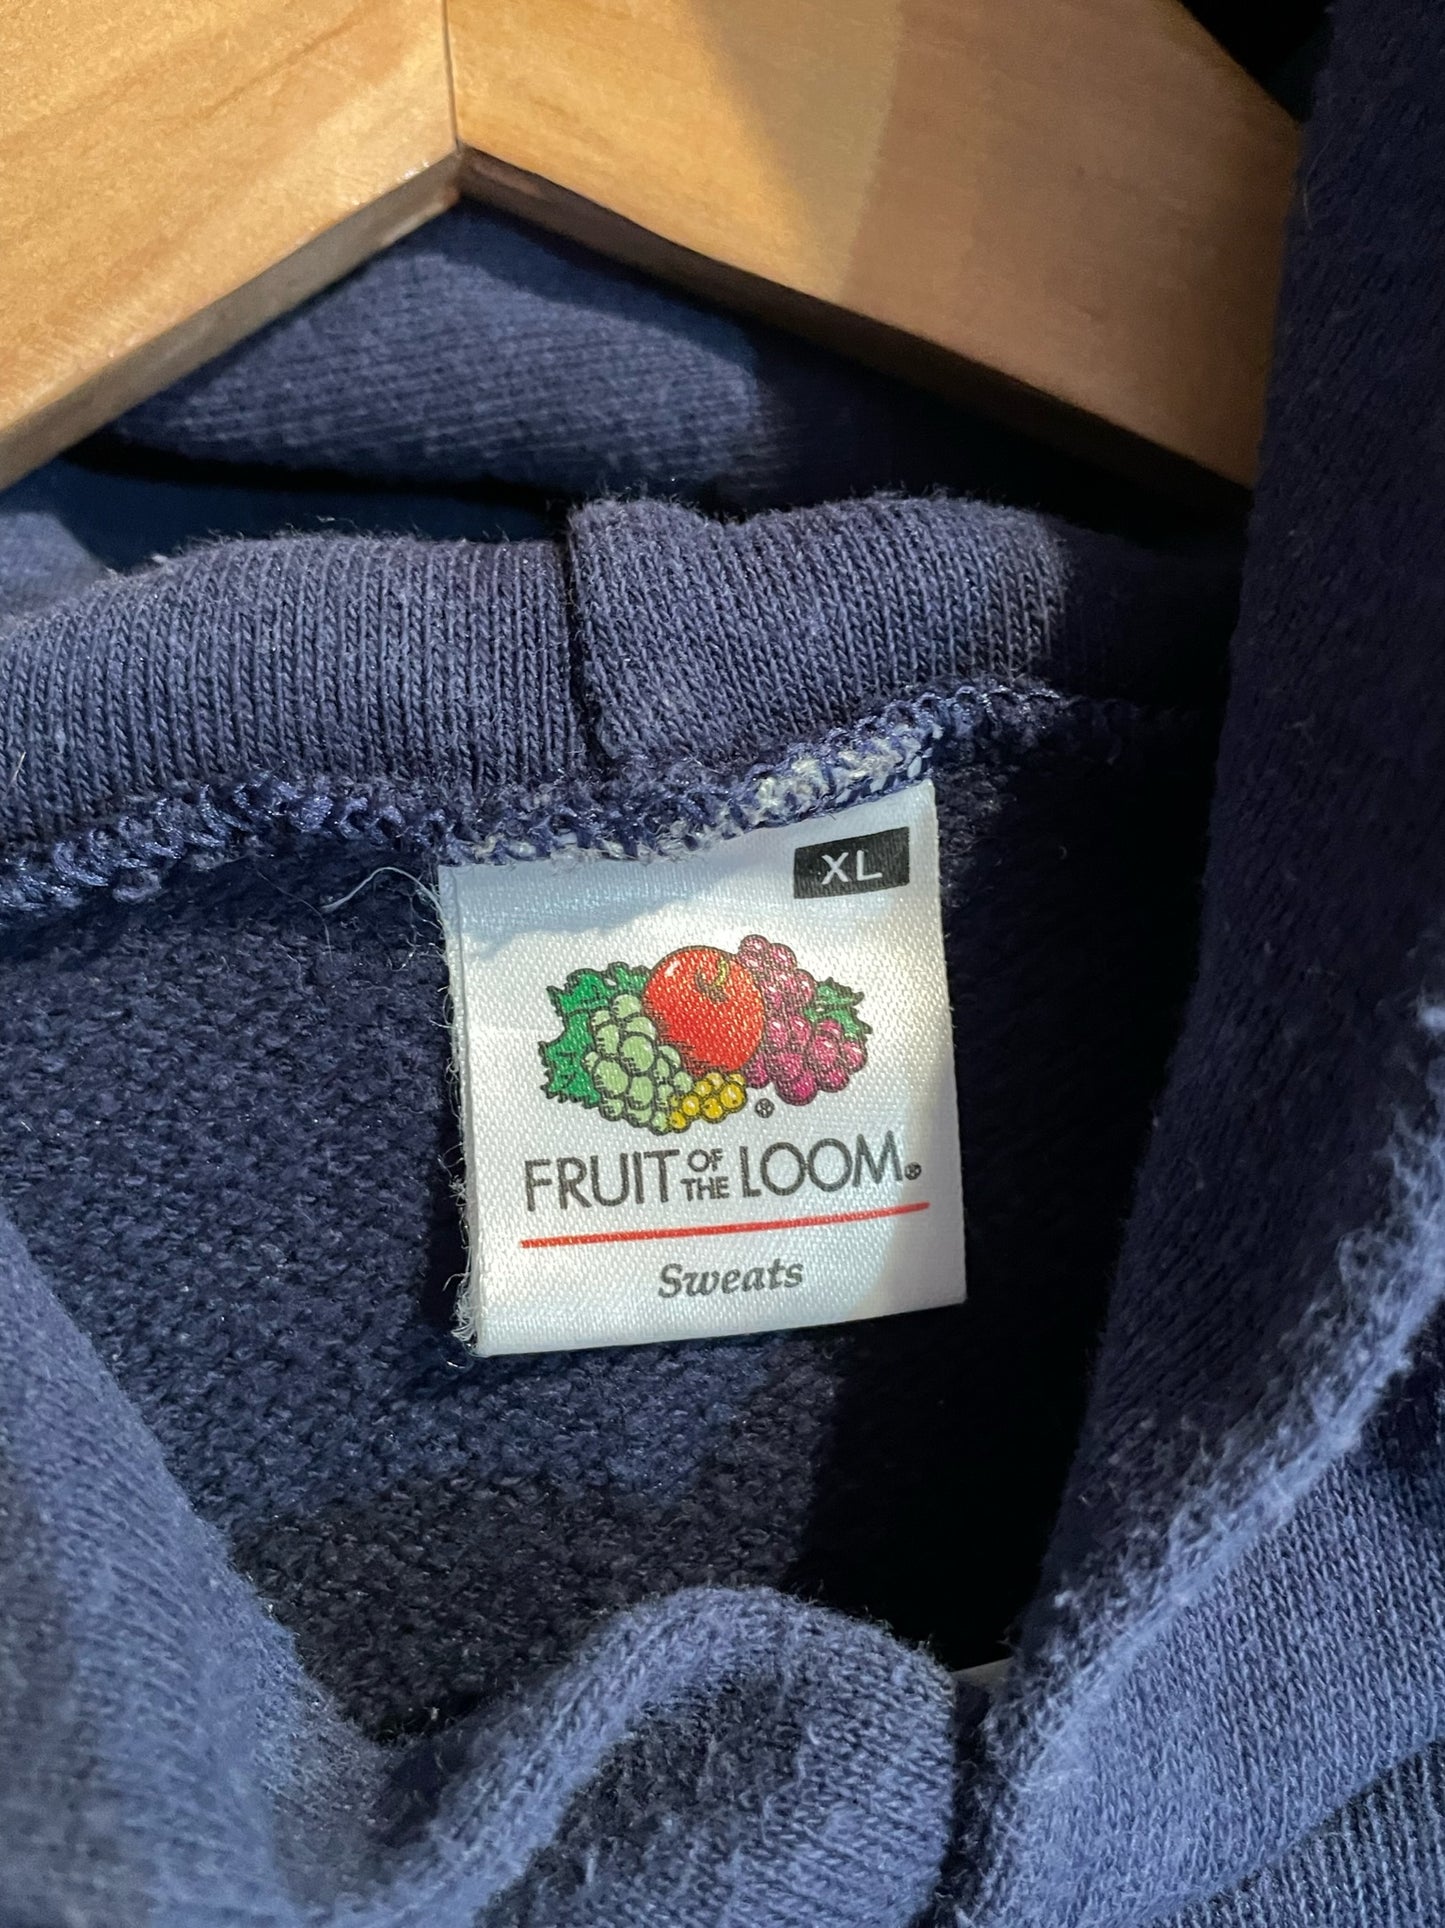 XL
®
FRUIT OF THE LOOM®
Sweats